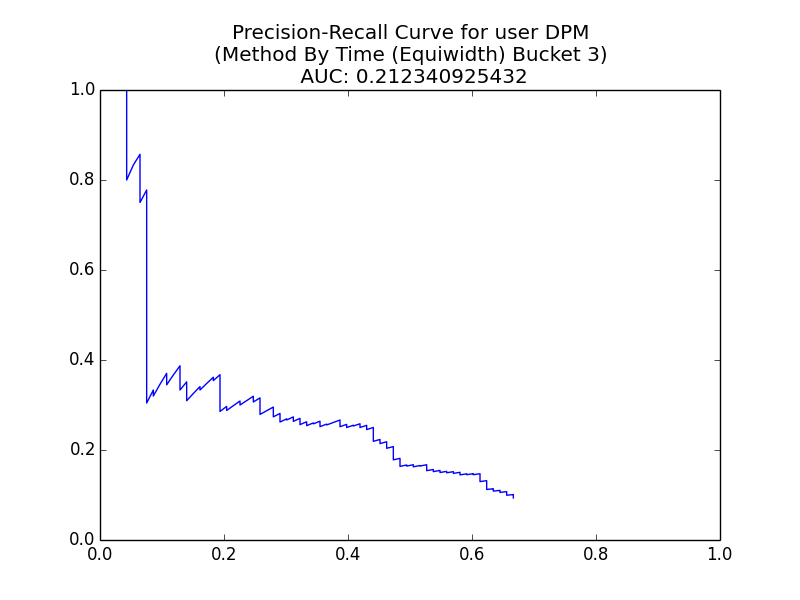 Precision-Recall Curve for user DPM
(Method By Time (Equiwidth) Bucket 3)
AUC: 0.212340925432
1.0
0.8
0.6
0.4
0.2
0.0
0.0 0.2 0.4 0.6 0.8 1.0